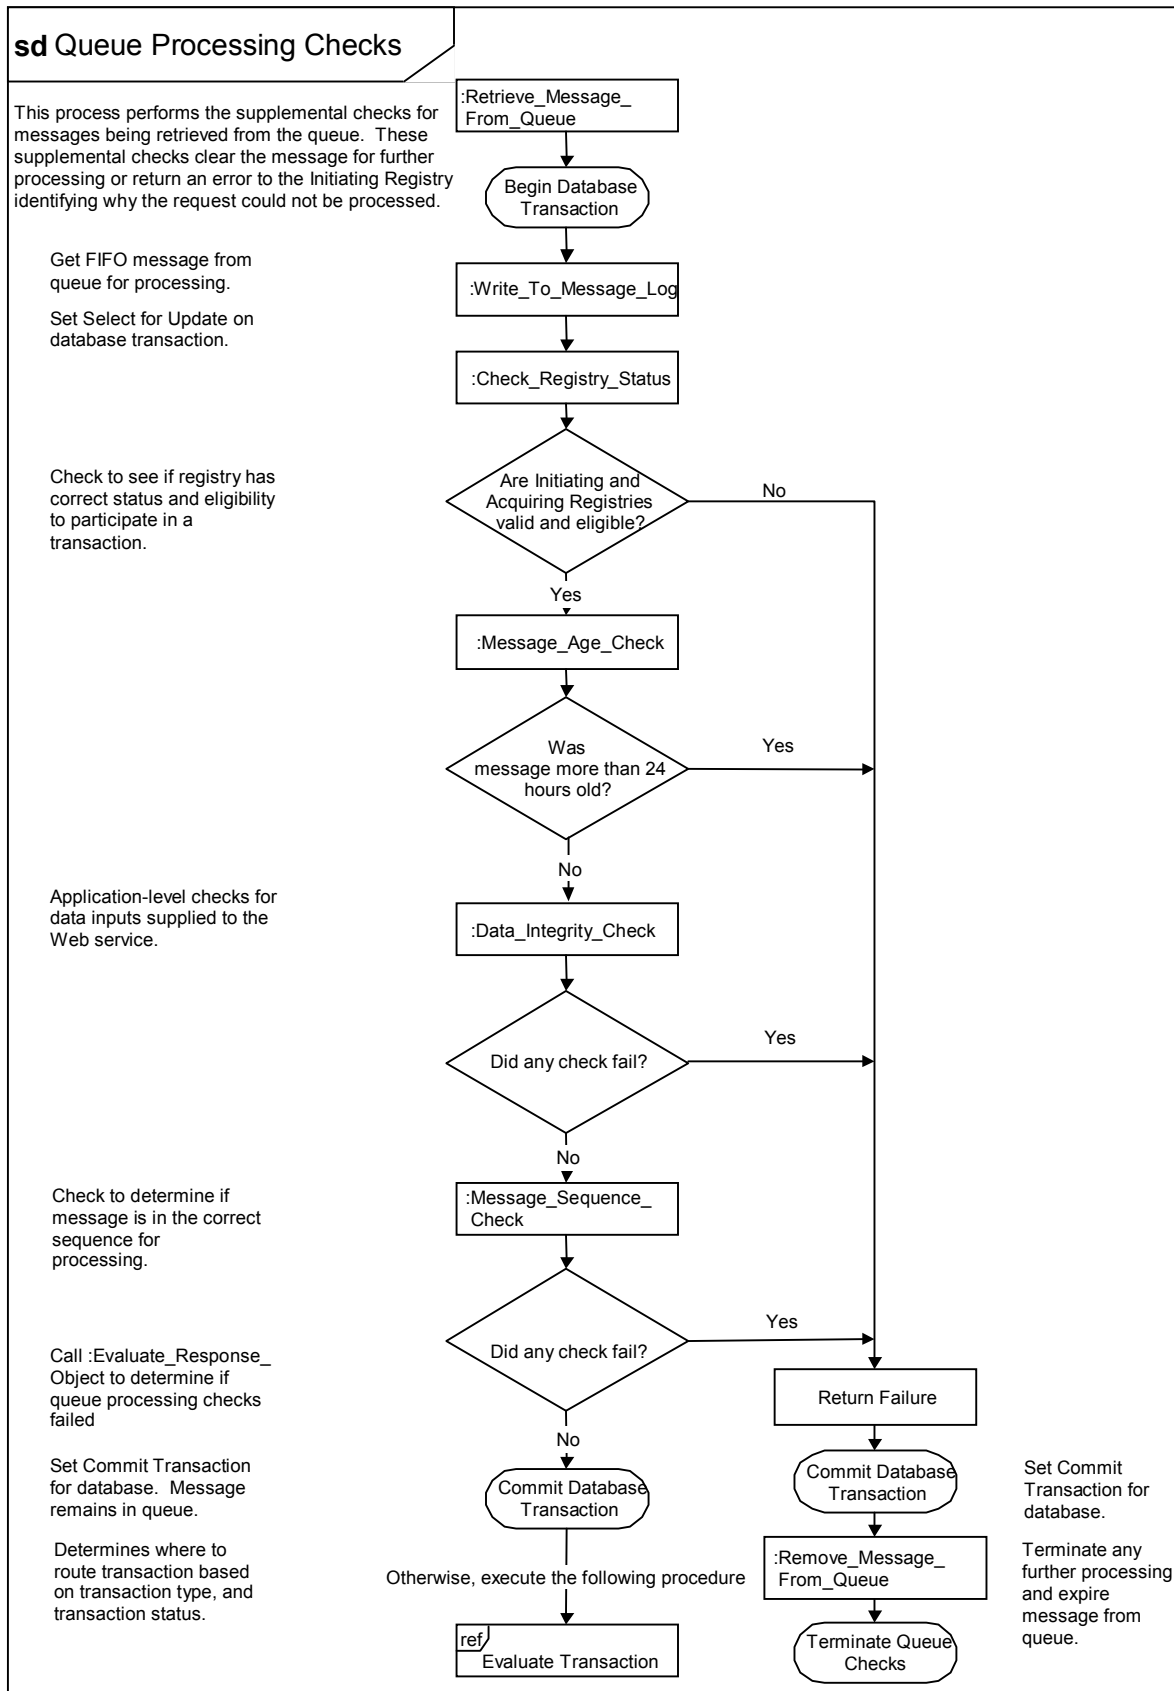 sd Queue Processing Checks
This process performs the supplemental checks for
messages being retrieved from the queue.  These
supplemental checks clear the message for further
processing or return an error to the Initiating Registry
identifying why the request could not be processed.
:Retrieve_Message_
From_Queue
Begin Database
Transaction
Get FIFO message from
queue for processing.
:Write_To_Message_Log
Set Select for Update on
database transaction.
:Check_Registry_Status
Check to see if registry has
correct status and eligibility
to participate in a
transaction.
Are Initiating and
Acquiring Registries
valid and eligible?
No
Yes
:Message_Age_Check
Was
message more than 24
hours old?
Yes
No
Application-level checks for
data inputs supplied to the
Web service.
:Data_Integrity_Check
Did any check fail?
Yes
No
Check to determine if
message is in the correct
sequence for
processing.
:Message_Sequence_
Check
Did any check fail?
Yes
Call :Evaluate_Response_
Object to determine if
queue processing checks
failed
Return Failure
No
Set Commit Transaction
for database.  Message
remains in queue.
Commit Database
Transaction
Commit Database
Transaction
Set Commit
Transaction for
database.
Determines where to
route transaction based
on transaction type, and
transaction status.
Otherwise, execute the following procedure
:Remove_Message_
From_Queue
Terminate any
further processing
and expire
message from
queue.
ref
Evaluate Transaction
Terminate Queue
Checks